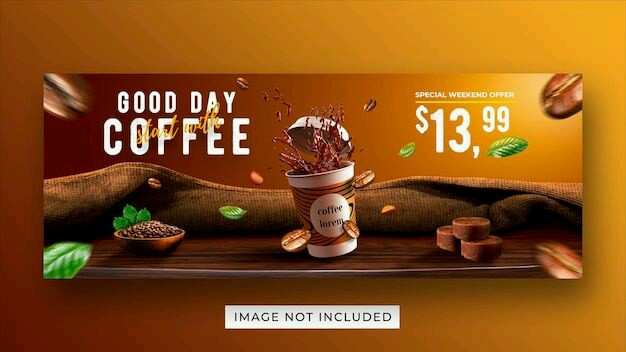 GOOD DAY
start with
COFFEE
SPECIAL WEEKEND OFFER
$13,99
coffee
lorem
IMAGE NOT INCLUDED